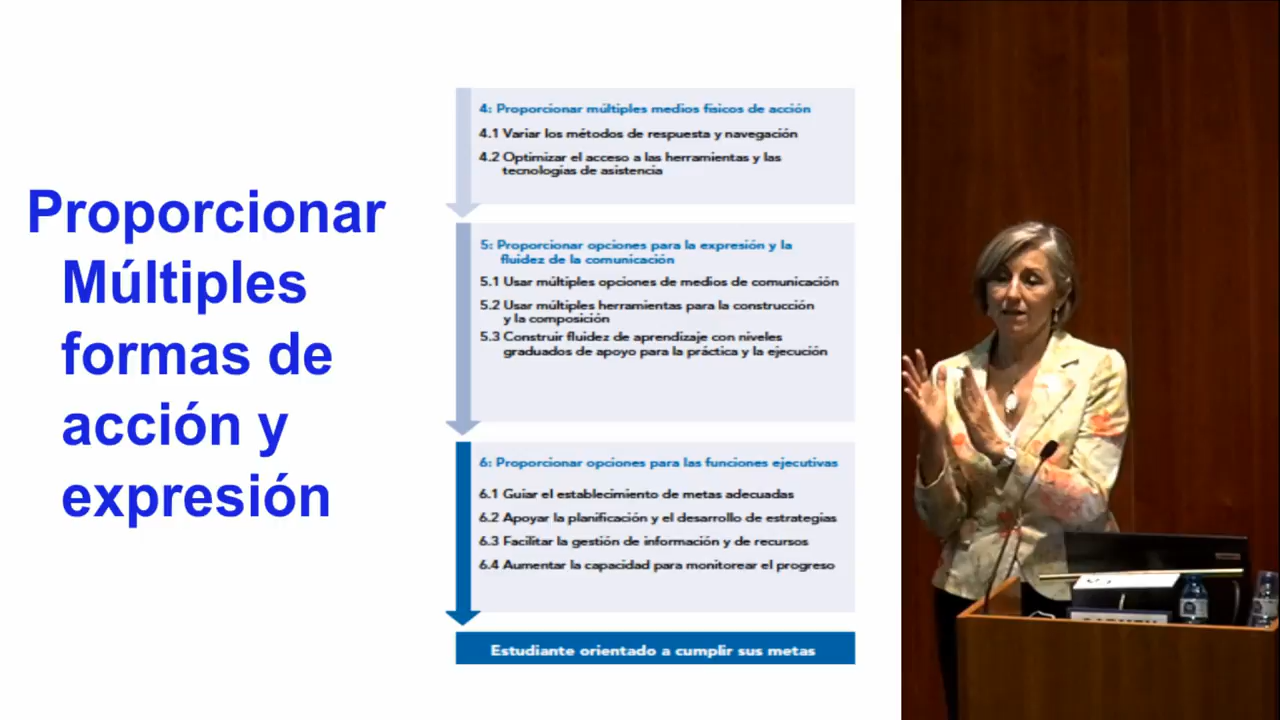 Proporcionar
Múltiples
formas de
acción y
expresión
4: Proporcionar múltiples medios físicos de acción
4.1 Variar los métodos de respuesta y navegación
4.2 Optimizar el acceso a las herramientas y las
tecnologías de asistencia
5: Proporcionar opciones para la expresión y la
fluidez de la comunicación
5.1 Usar múltiples opciones de medios de comunicación
5.2 Usar múltiples herramientas para la construcción
y la composición
5.3 Construir fluidez de aprendizaje con niveles
graduados de apoyo para la práctica y la ejecución
6: Proporcionar opciones para las funciones ejecutivas
6.1 Guiar el establecimiento de metas adecuadas
6.2 Apoyar la planificación y el desarrollo de estrategias
6.3 Facilitar la gestión de información y de recursos
6.4 Aumentar la capacidad para monitorear el progreso
Estudiante orientado a cumplir sus metas